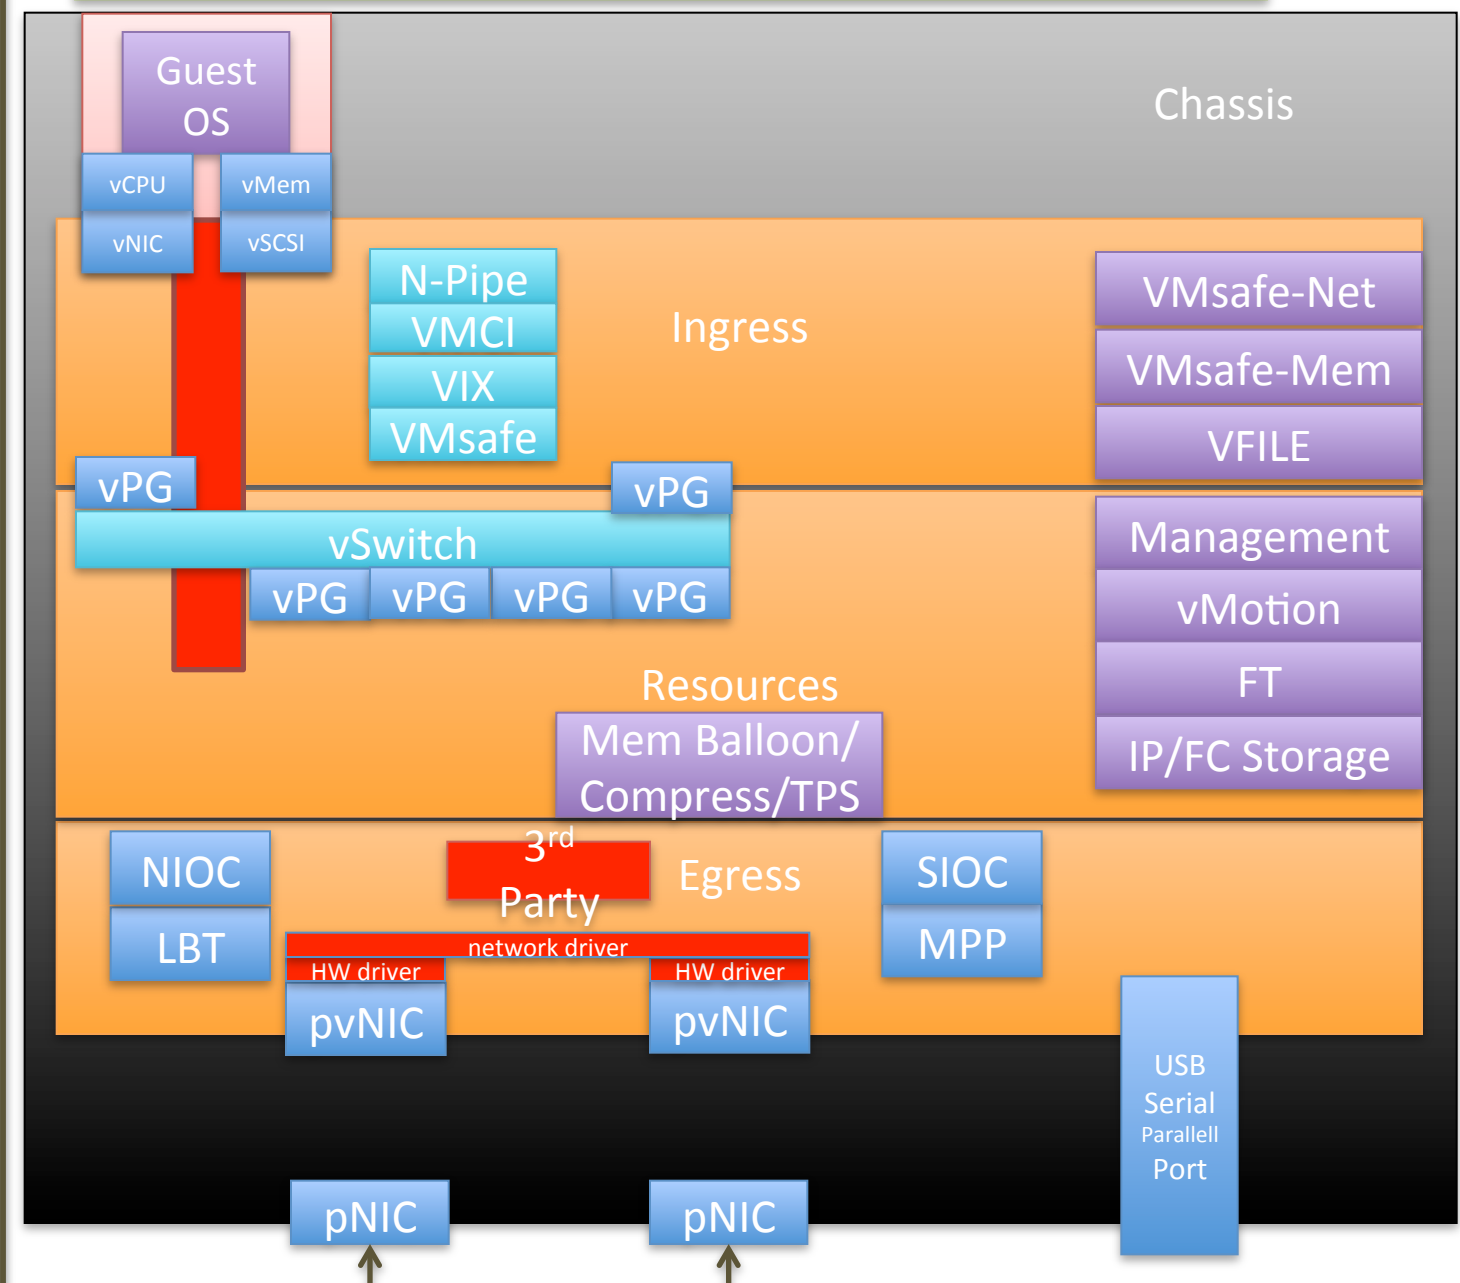 Guest
OS
Chassis
vCPU
vMem
vNIC
vSCSI
N-Pipe
VMCI
VIX
VMsafe
Ingress
VMsafe-Net
VMsafe-Mem
VFILE
vPG
vPG
vSwitch
vPG
vPG
vPG
vPG
Management
vMotion
FT
IP/FC Storage
Resources
Mem Balloon/
Compress/TPS
NIOC
LBT
3rd
Party
Egress
SIOC
MPP
network driver
HW driver
HW driver
pvNIC
pvNIC
USB
Serial
Parallell
Port
pNIC
pNIC